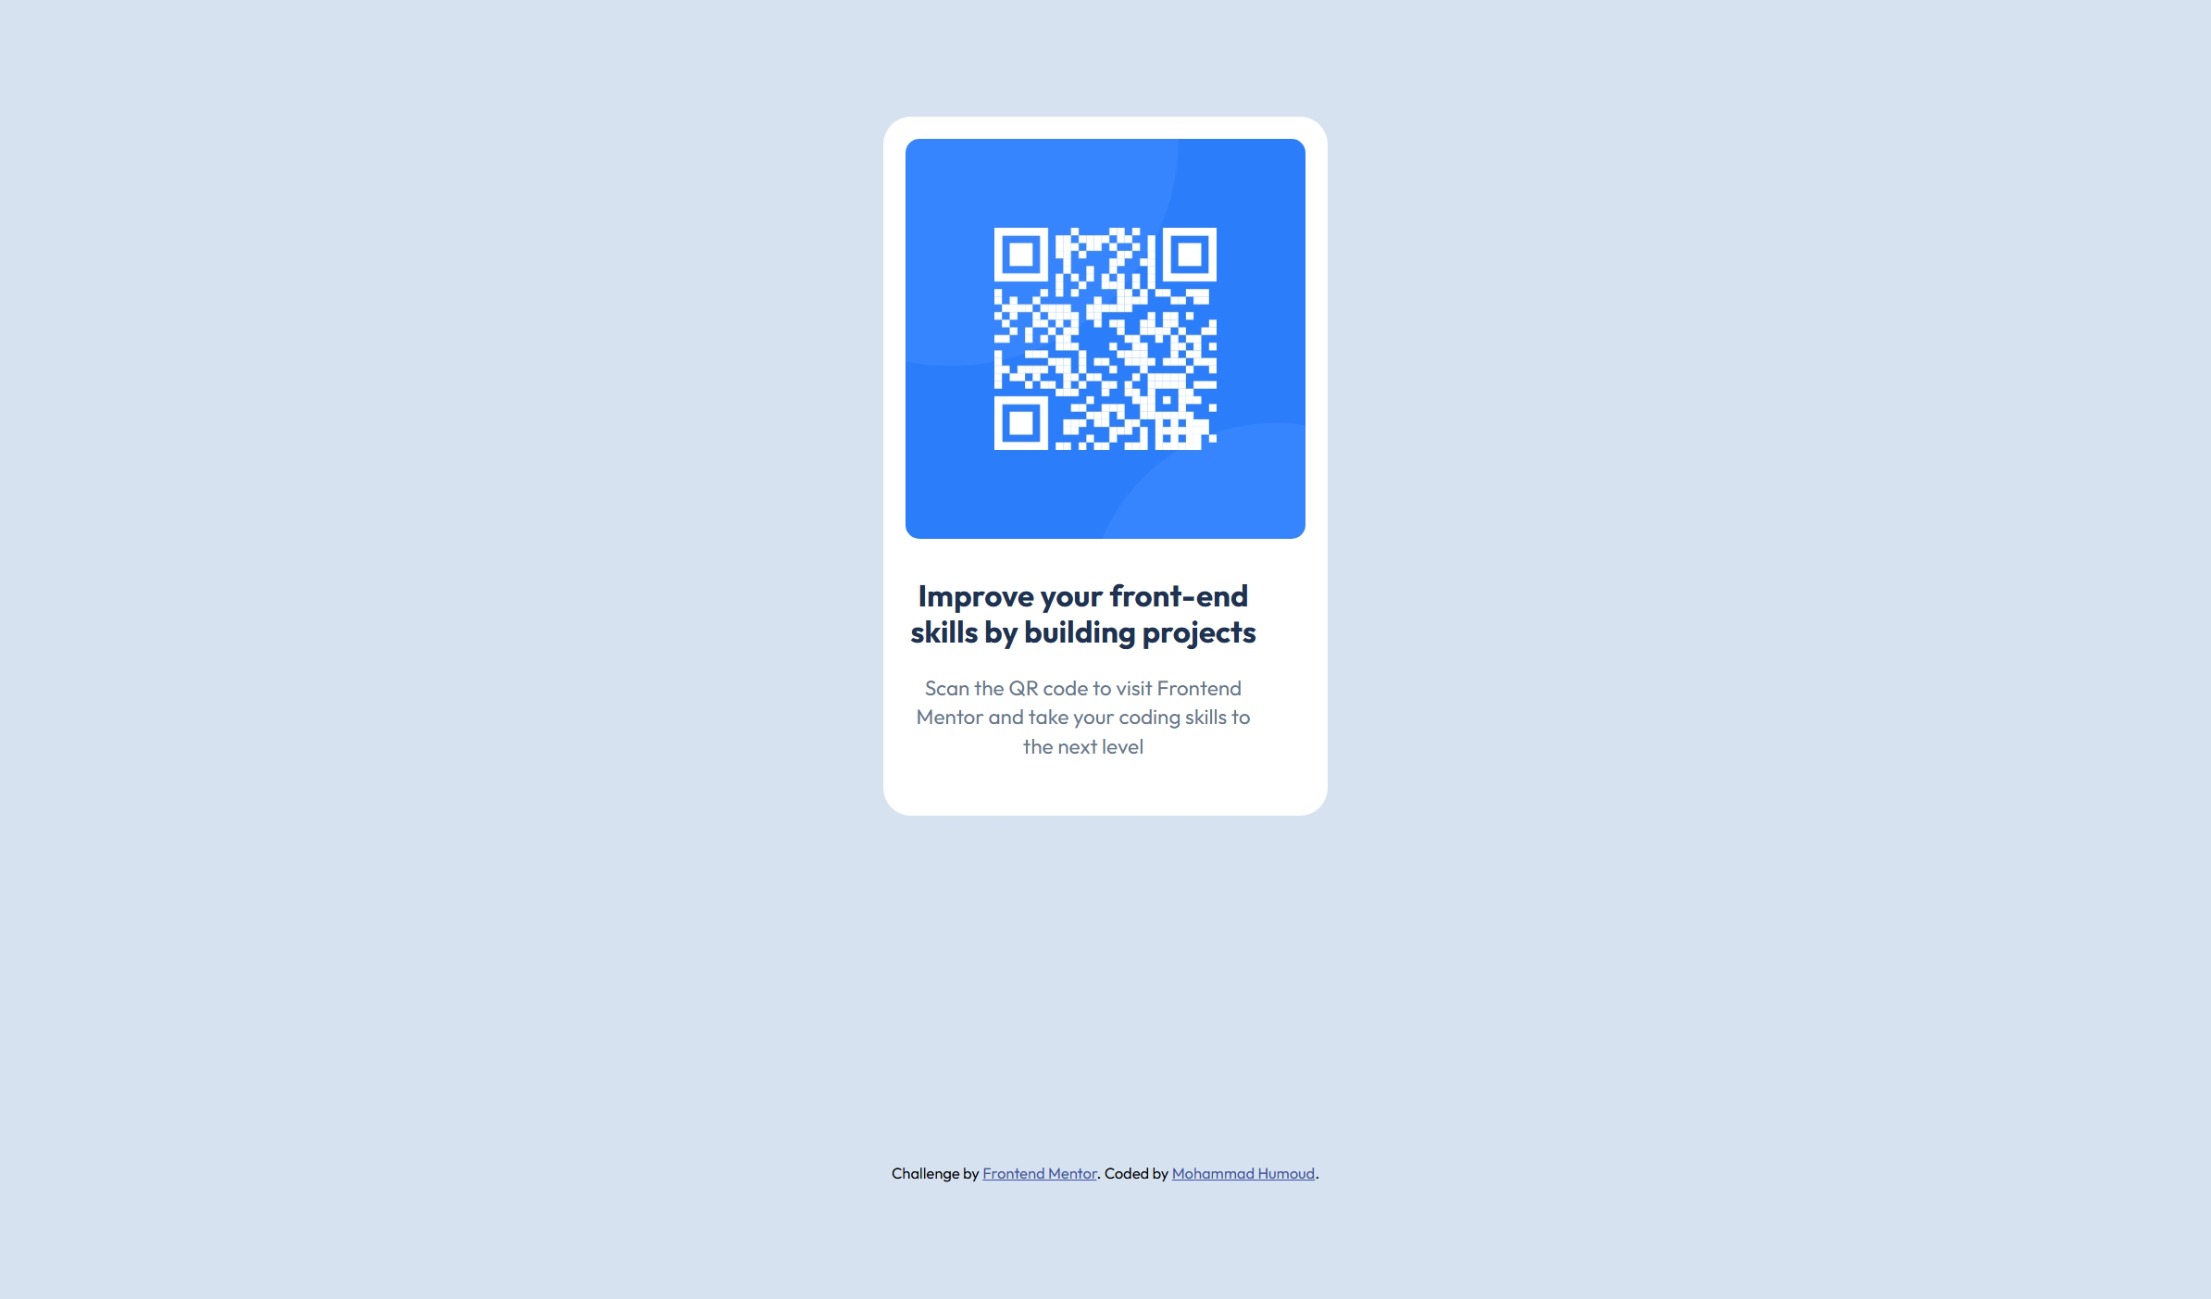 Improve your front-end
skills by building projects
Scan the QR code to visit Frontend
Mentor and take your coding skills to
the next level
Challenge by Frontend Mentor. Coded by Mohammad Humoud.